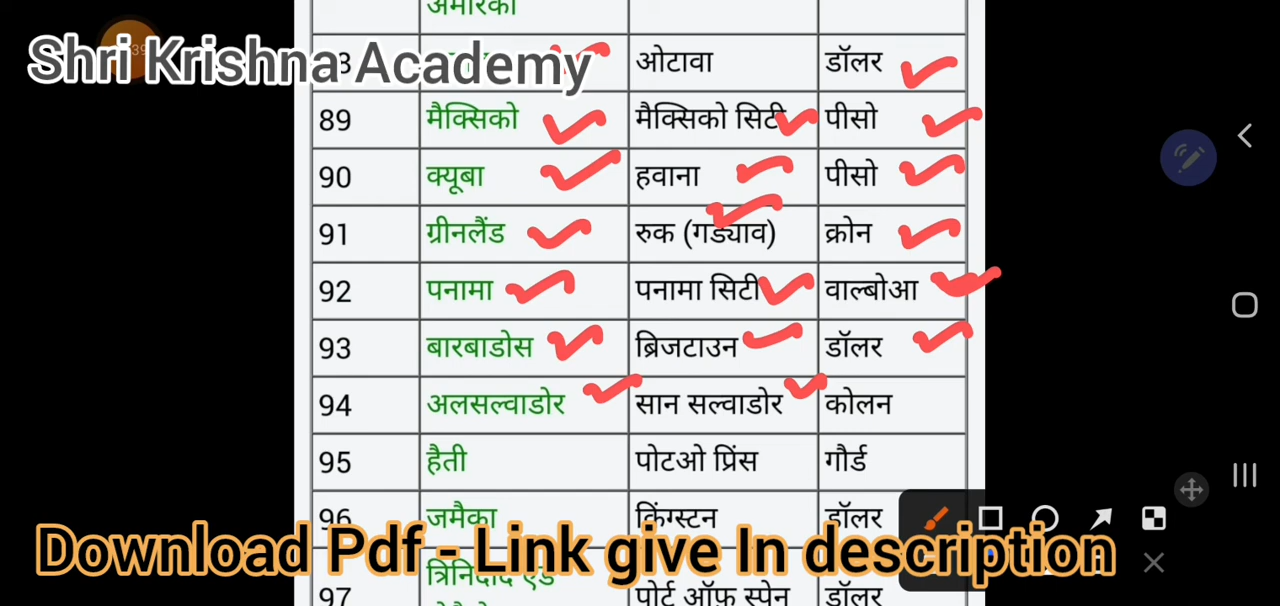 अमेरिका
Shri Krishna Academy
ओटावा डॉलर
89 मैक्सिको मैक्सिको सिटी पीसो
90 क्यूबा हवाना पीसो
91 ग्रीनलैंड रुक (गड्याव) क्रोन
92 पनामा पनामा सिटी वाल्बोआ
93 बारबाडोस ब्रिजटाउन डॉलर
94 अलसल्वाडोर सान सल्वाडोर कोलन
95 हैती पोटओ प्रिंस गौर्ड
96 जमैका किंग्स्टन डॉलर
Download Pdf - Link give In description
97 त्रिनिदाद एंड पोर्ट ऑफ स्पेन डॉलर